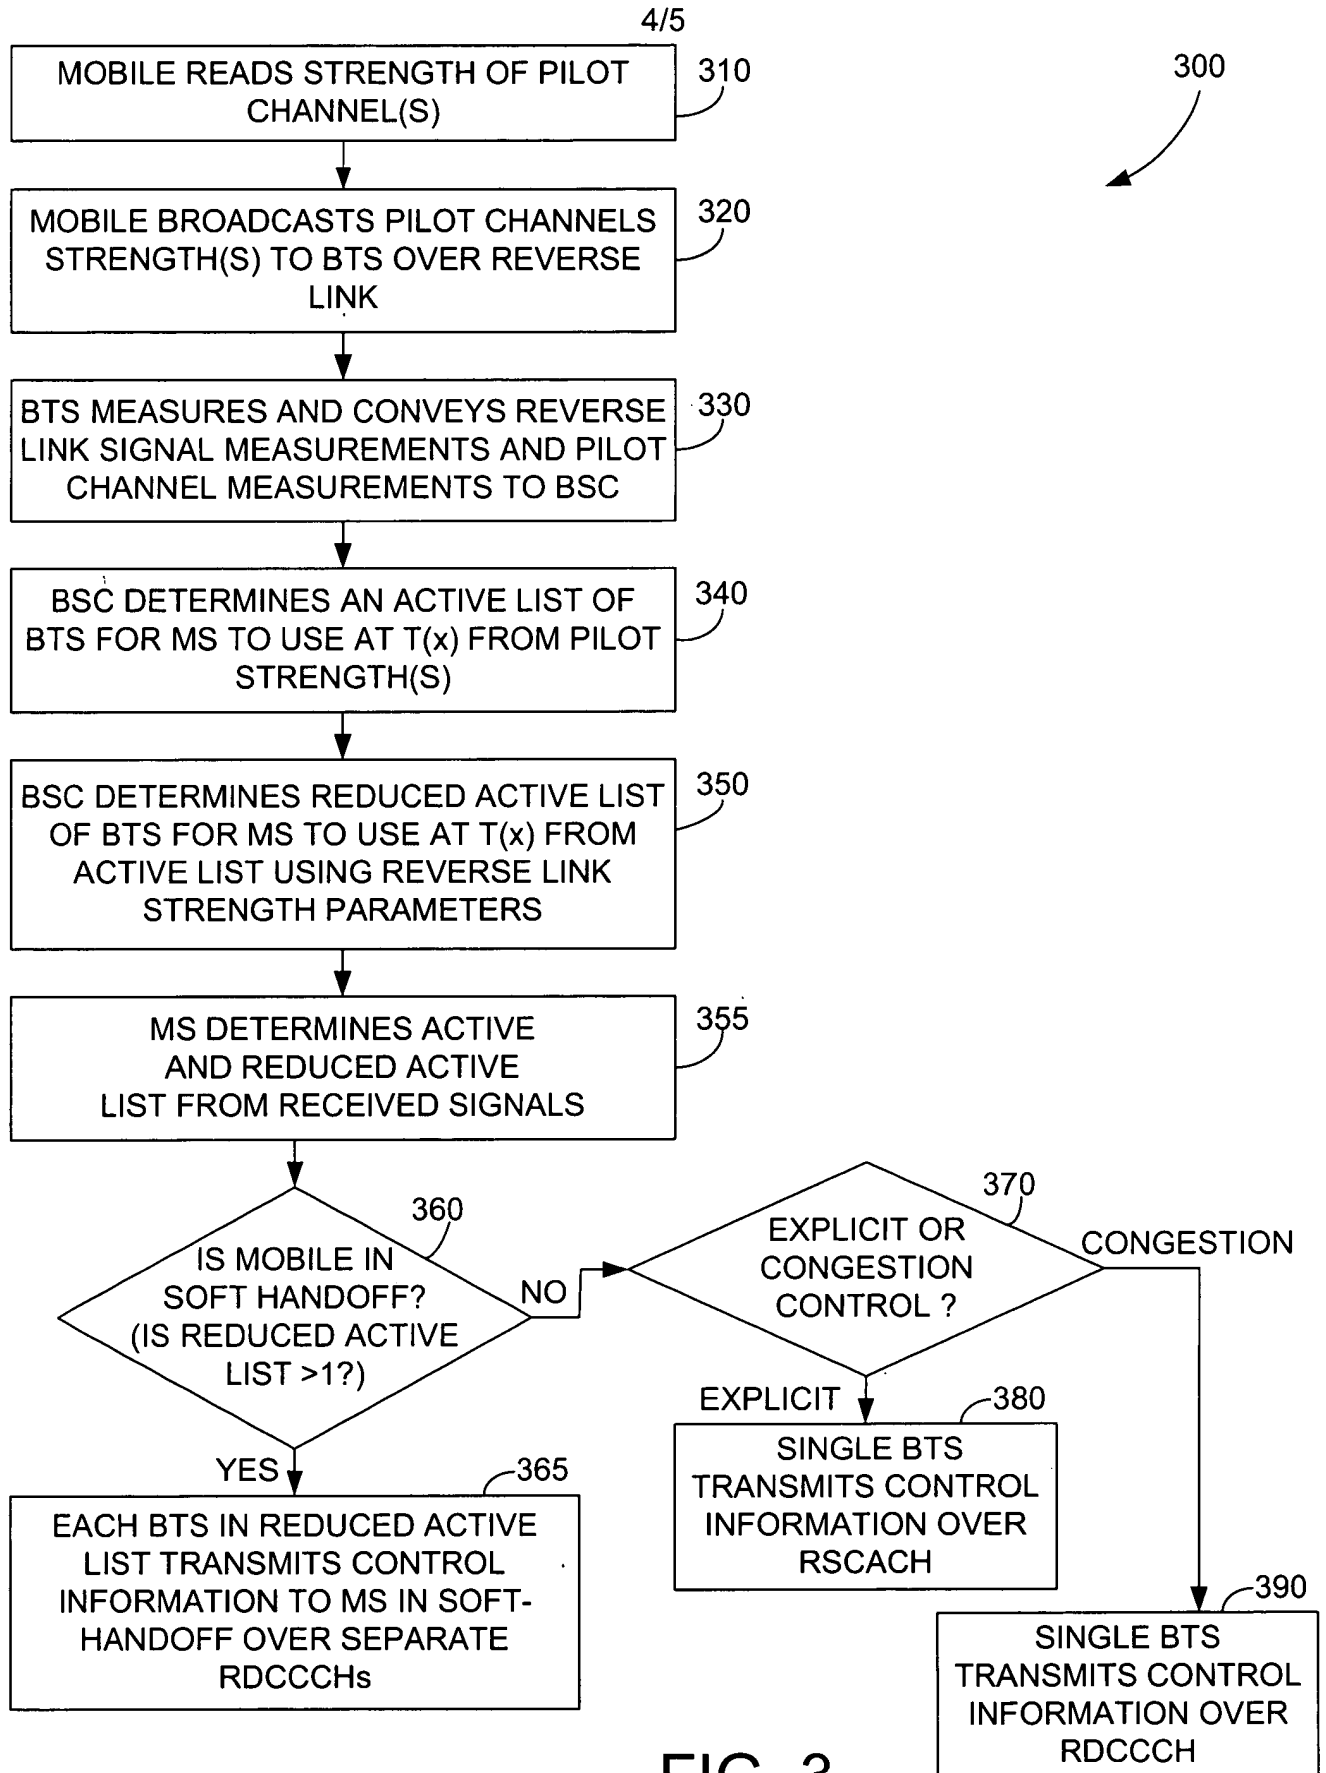 4/5
MOBILE READS STRENGTH OF PILOT
CHANNEL(S)
310
300
MOBILE BROADCASTS PILOT CHANNELS
STRENGTH(S) TO BTS OVER REVERSE
LINK
320
BTS MEASURES AND CONVEYS REVERSE
LINK SIGNAL MEASUREMENTS AND PILOT
CHANNEL MEASUREMENTS TO BSC
330
BSC DETERMINES AN ACTIVE LIST OF
BTS FOR MS TO USE AT T(x) FROM PILOT
STRENGTH(S)
340
BSC DETERMINES REDUCED ACTIVE LIST
OF BTS FOR MS TO USE AT T(x) FROM
ACTIVE LIST USING REVERSE LINK
STRENGTH PARAMETERS
350
MS DETERMINES ACTIVE
AND REDUCED ACTIVE
LIST FROM RECEIVED SIGNALS
355
IS MOBILE IN
SOFT HANDOFF?
(IS REDUCED ACTIVE
LIST >1?)
360
NO
YES
EXPLICIT OR
CONGESTION
CONTROL ?
370
CONGESTION
EXPLICIT
EACH BTS IN REDUCED ACTIVE
LIST TRANSMITS CONTROL
INFORMATION TO MS IN SOFT-
HANDOFF OVER SEPARATE
RDCCCHs
365
SINGLE BTS
TRANSMITS CONTROL
INFORMATION OVER
RSCACH
380
SINGLE BTS
TRANSMITS CONTROL
INFORMATION OVER
RDCCCH
390
FIG. 3